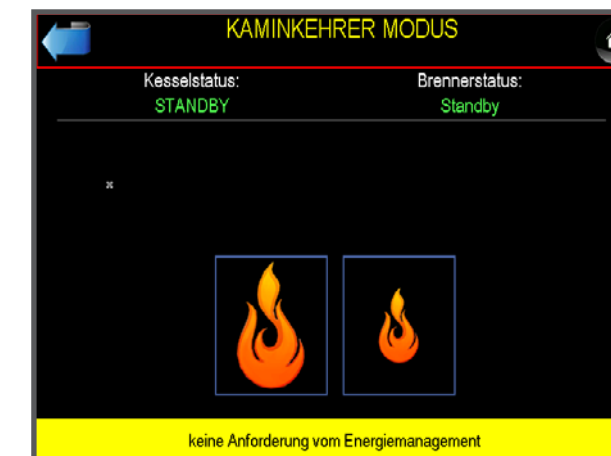 KAMINKEHRER MODUS
Kesselstatus: Brennerstatus:
STANDBY Standby
keine Anforderung vom Energiemanagement